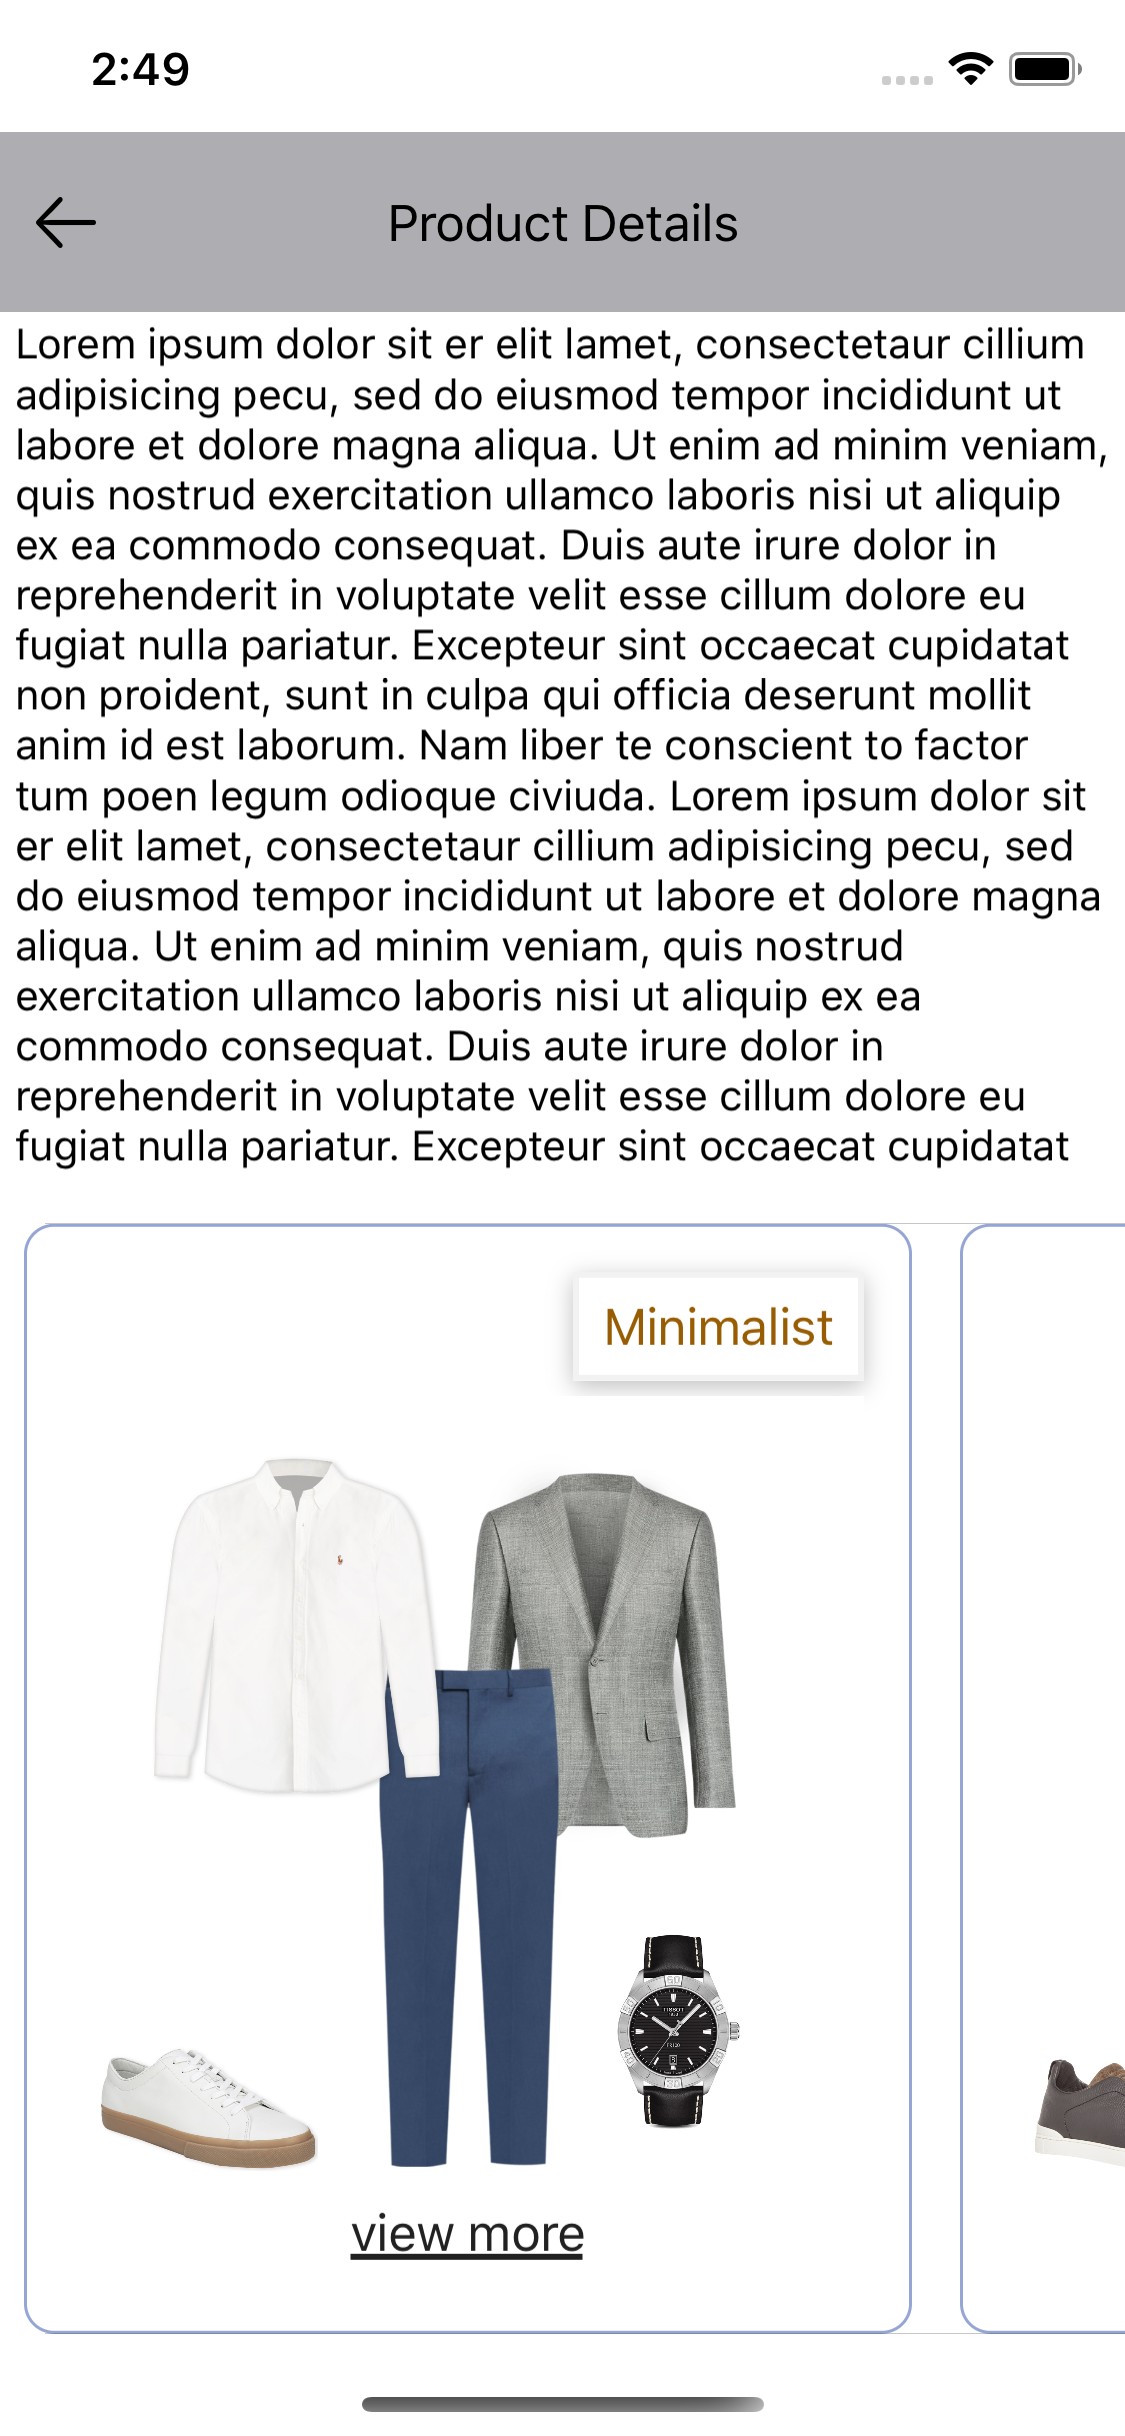 2:49
Product Details
Lorem ipsum dolor sit er elit lamet, consectetaur cillium
adipisicing pecu, sed do eiusmod tempor incididunt ut
labore et dolore magna aliqua. Ut enim ad minim veniam,
quis nostrud exercitation ullamco laboris nisi ut aliquip
ex ea commodo consequat. Duis aute irure dolor in
reprehenderit in voluptate velit esse cillum dolore eu
fugiat nulla pariatur. Excepteur sint occaecat cupidatat
non proident, sunt in culpa qui officia deserunt mollit
anim id est laborum. Nam liber te conscient to factor
tum poen legum odioque civiuda. Lorem ipsum dolor sit
er elit lamet, consectetaur cillium adipisicing pecu, sed
do eiusmod tempor incididunt ut labore et dolore magna
aliqua. Ut enim ad minim veniam, quis nostrud
exercitation ullamco laboris nisi ut aliquip ex ea
commodo consequat. Duis aute irure dolor in
reprehenderit in voluptate velit esse cillum dolore eu
fugiat nulla pariatur. Excepteur sint occaecat cupidatat
Minimalist
TISSOT
view more